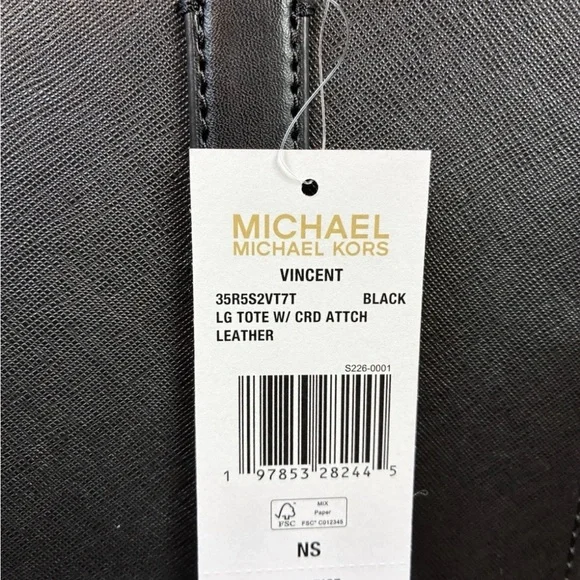 MICHAEL
MICHAEL KORS
VINCENT
35R5S2VT7T BLACK
LG TOTE W/ CRD ATTCH
LEATHER
S226-0001
1 97853 28244 5
FSC
MIX
Paper
FSC® C012345
NS